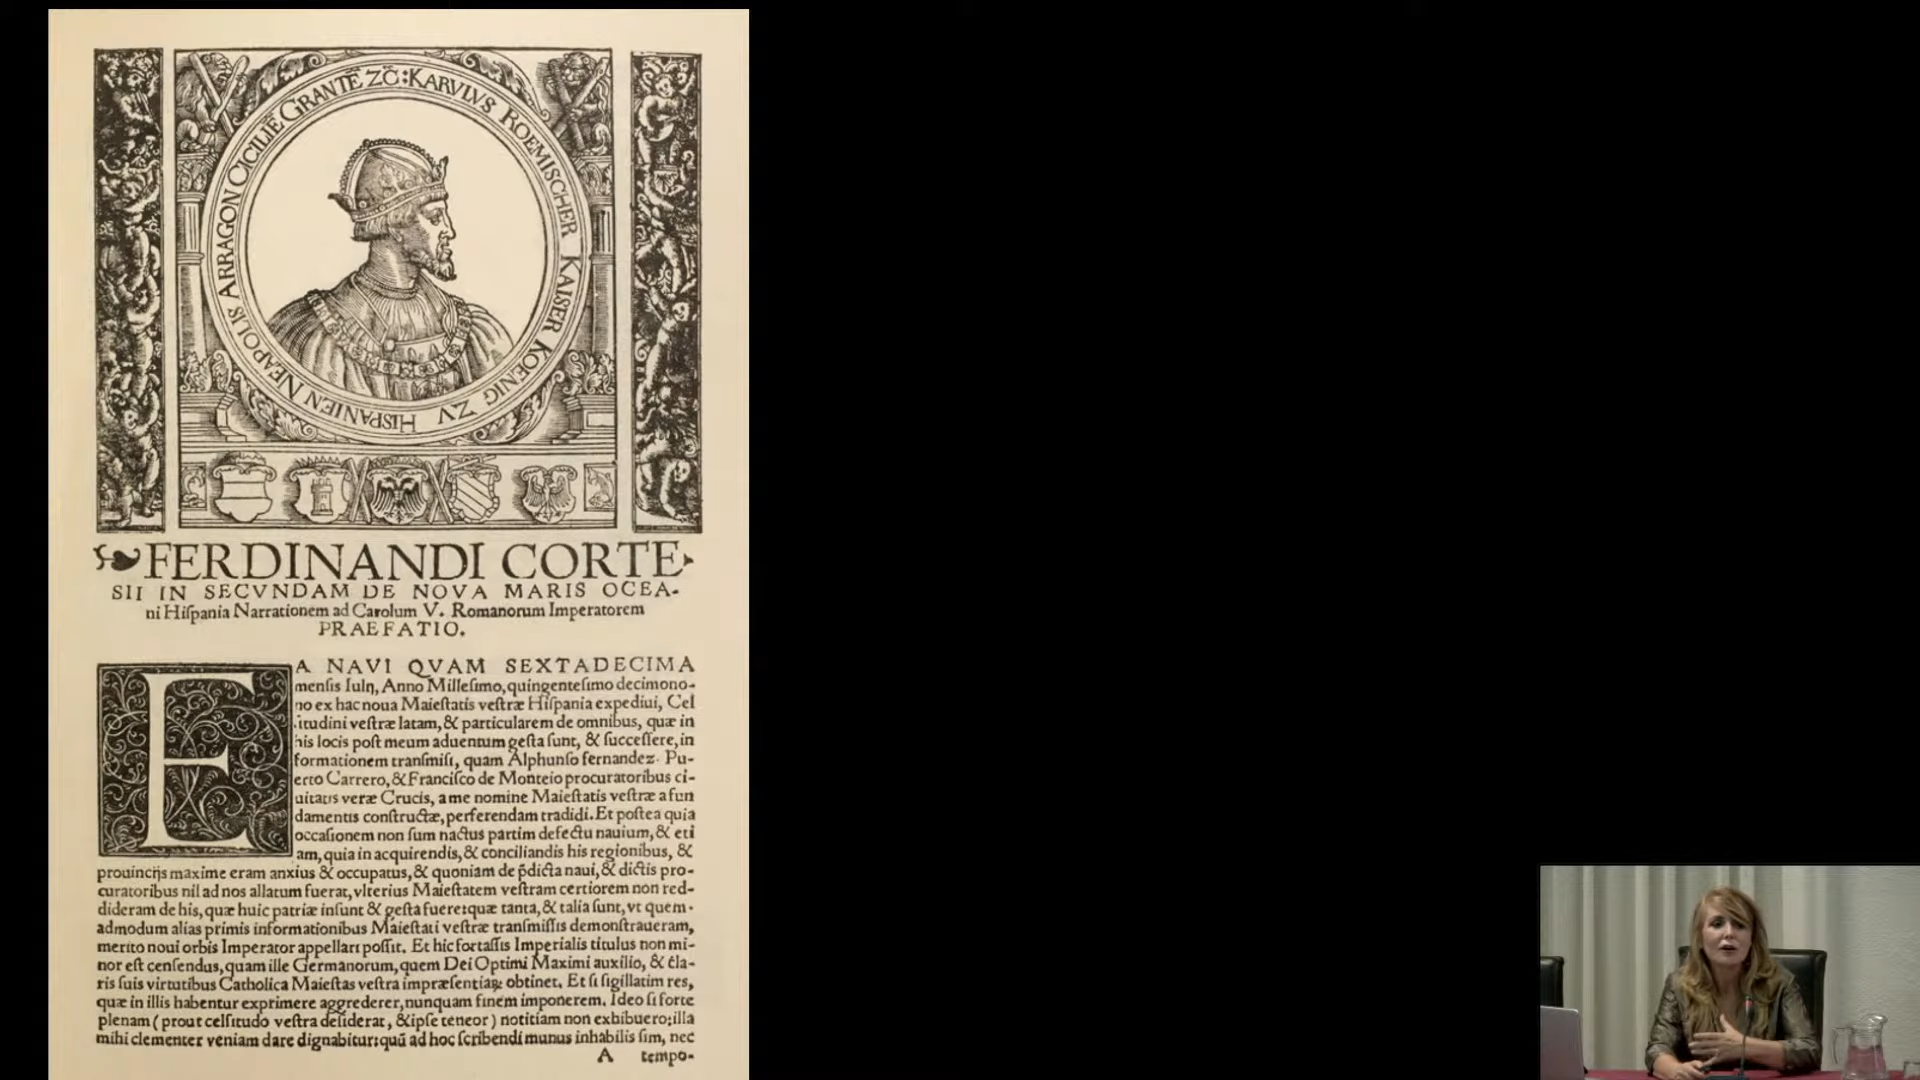 KARVLVS ROEMISCHER KAISER KOENIG ZV HISPANIEN NEAPOLIS ARRAGON CICILIẼ GRANTẼ ZC̃:
FERDINANDI CORTE
SII IN SECVNDAM DE NOVA MARIS OCEA-
ni Hiſpania Narrationem ad Carolum V. Romanorum Imperatorem
PRAEFATIO.
EA NAVI QVAM SEXTADECIMA
menſis Iulij, Anno Milleſimo, quingenteſimo decimono-
no ex hac noua Maieſtatis veſtræ Hiſpania expediui, Cel
ſitudini veſtræ latam, & particularem de omnibus, quæ in
his locis poſt meum aduentum geſta ſunt, & ſucceſſere, in
formationem tranſmiſi, quam Alphunſo fernandez. Pu-
erto Carrero, & Franciſco de Monteio procuratoribus ci-
uitatis veræ Crucis, a me nomine Maieſtatis veſtræ a fun
damentis conſtructæ, perferendam tradidi. Et poſtea quia
occaſionem non ſum nactus partim defectu nauium, & eti
am, quia in acquirendis, & conciliandis his regionibus, &
prouincijs maxime eram anxius & occupatus, & quoniam de p̃dicta naui, & dictis pro-
curatoribus nil ad nos allatum fuerat, vlterius Maieſtatem veſtram certiorem non red-
dideram de his, quæ huic patriæ inſunt & geſta fuere: quæ tanta, & talia ſunt, vt quem-
admodum alias primis informationibus Maieſtati veſtræ tranſmiſſis demonſtraueram,
merito noui orbis Imperator appellari poſſit. Et hic fortaſſis Imperialis titulus non mi-
nor eſt cenſendus, quam ille Germanorum, quem Dei Optimi Maximi auxilio, & cla-
ris ſuis virtutibus Catholica Maieſtas veſtra obtinet. Et ſi ſigillatim res,
quæ in illis habentur exprimere aggrederer, nunquam finem imponerem. Ideo ſi forte
plenam ( prout celſitudo veſtra deſiderat, & ipſe teneor ) notitiam non exhibuero: illa
mihi clementer veniam dare dignabitur: quã ad hoc ſcribendi munus inhabilis ſim, nec
A tempo-